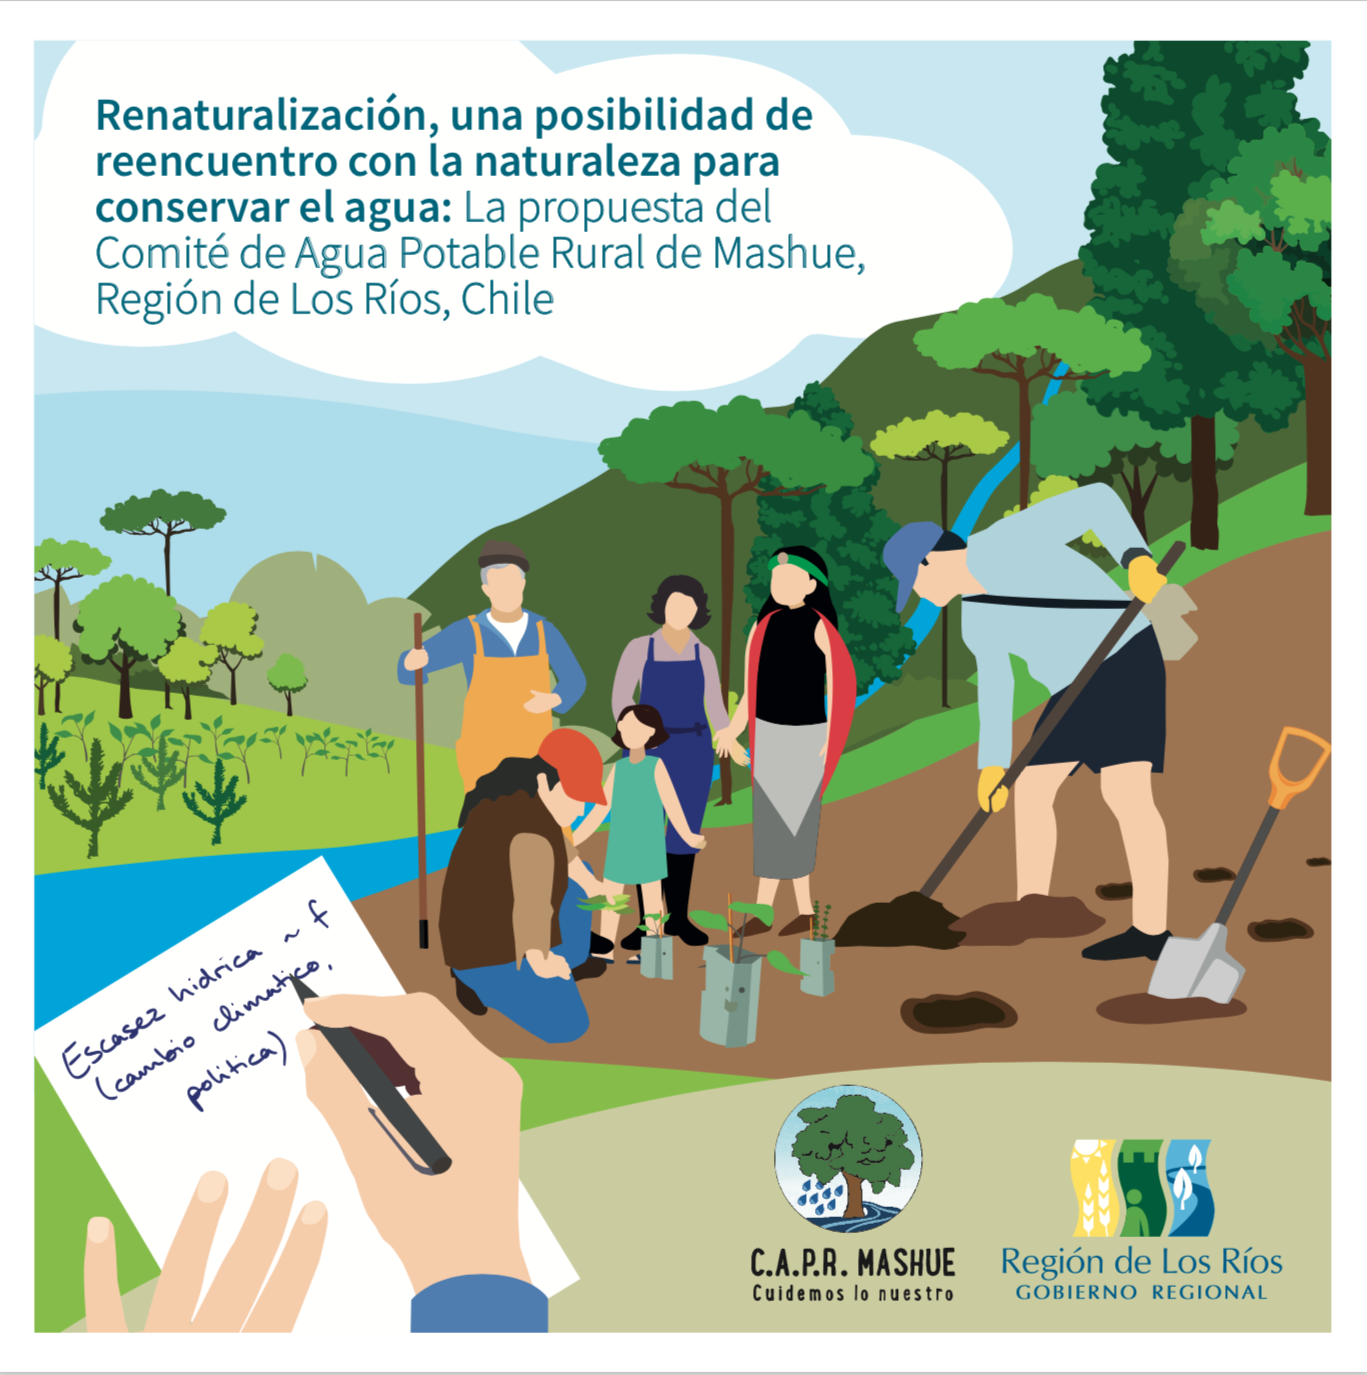 Renaturalización, una posibilidad de
reencuentro con la naturaleza para
conservar el agua: La propuesta del
Comité de Agua Potable Rural de Mashue,
Región de Los Ríos, Chile
Escasez hídrica ~ f
(cambio climático,
política)
C.A.P.R. MASHUE
Cuidemos lo nuestro
Región de Los Ríos
GOBIERNO REGIONAL